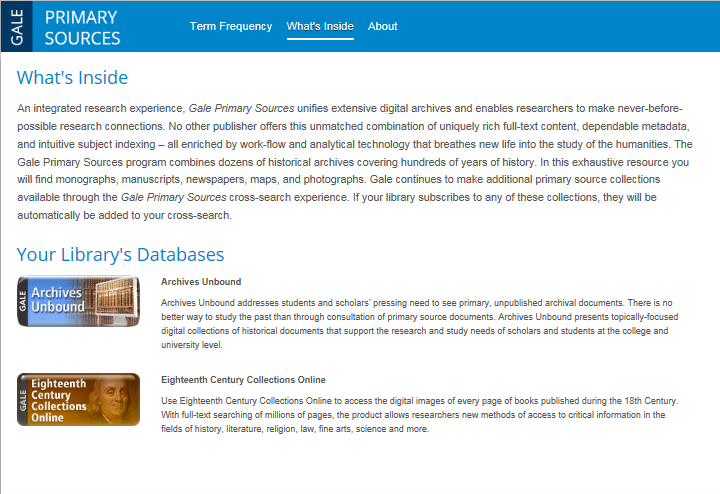 GALE PRIMARY SOURCES
Term Frequency What's Inside About
What's Inside
An integrated research experience, Gale Primary Sources unifies extensive digital archives and enables researchers to make never-before-
possible research connections. No other publisher offers this unmatched combination of uniquely rich full-text content, dependable metadata,
and intuitive subject indexing – all enriched by work-flow and analytical technology that breathes new life into the study of the humanities. The
Gale Primary Sources program combines dozens of historical archives covering hundreds of years of history. In this exhaustive resource you
will find monographs, manuscripts, newspapers, maps, and photographs. Gale continues to make additional primary source collections
available through the Gale Primary Sources cross-search experience. If your library subscribes to any of these collections, they will be
automatically be added to your cross-search.
Your Library's Databases
GALE
Archives
Unbound
Archives Unbound
Archives Unbound addresses students and scholars' pressing need to see primary, unpublished archival documents. There is no
better way to study the past than through consultation of primary source documents. Archives Unbound presents topically-focused
digital collections of historical documents that support the research and study needs of scholars and students at the college and
university level.
GALE
Eighteenth
Century
Collections
Online
Eighteenth Century Collections Online
Use Eighteenth Century Collections Online to access the digital images of every page of books published during the 18th Century.
With full-text searching of millions of pages, the product allows researchers new methods of access to critical information in the
fields of history, literature, religion, law, fine arts, science and more.